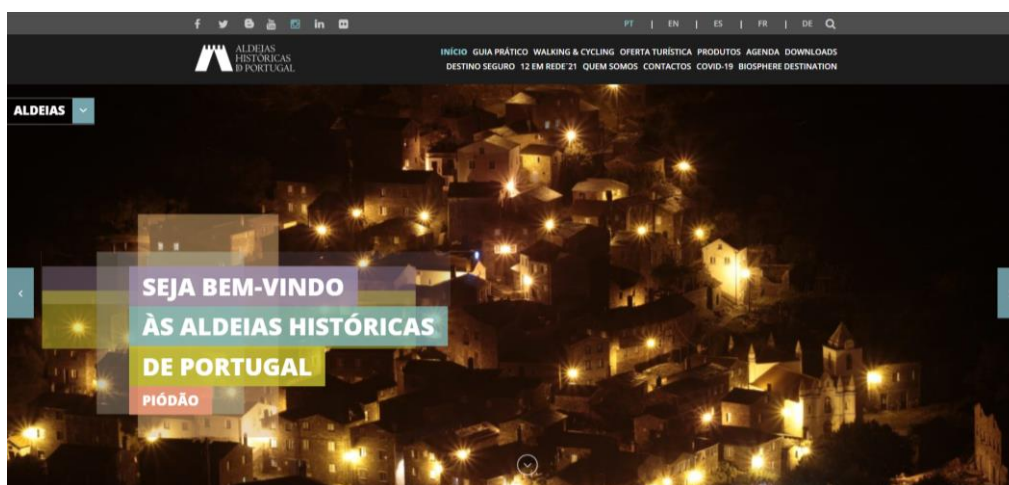 PT | EN | ES | FR | DE
ALDEIAS
HISTÓRICAS
D PORTUGAL
INÍCIO GUIA PRÁTICO WALKING & CYCLING OFERTA TURÍSTICA PRODUTOS AGENDA DOWNLOADS
DESTINO SEGURO 12 EM REDE´21 QUEM SOMOS CONTACTOS COVID-19 BIOSPHERE DESTINATION
ALDEIAS
SEJA BEM-VINDO
ÀS ALDEIAS HISTÓRICAS
DE PORTUGAL
PIÓDÃO